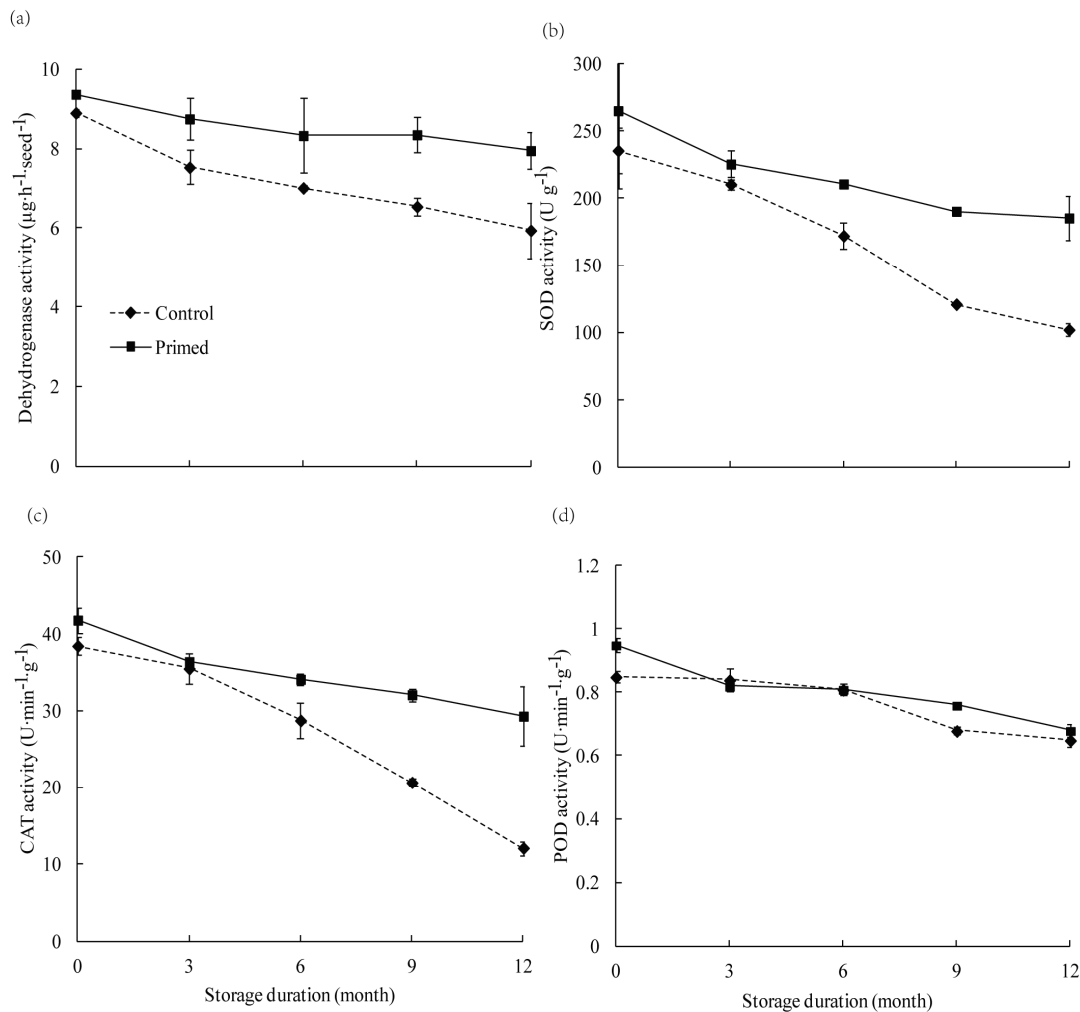 (a)
10
8
6
4
2
0
Dehydrogenase activity (μg·h⁻¹·seed⁻¹)
Control
Primed
(b)
300
250
200
150
100
50
0
SOD activity (U g⁻¹)
(c)
50
40
30
20
10
0
CAT activity (U·min⁻¹·g⁻¹)
0 3 6 9 12
Storage duration (month)
(d)
1.2
1
0.8
0.6
0.4
0.2
0
POD activity (U·min⁻¹·g⁻¹)
0 3 6 9 12
Storage duration (month)